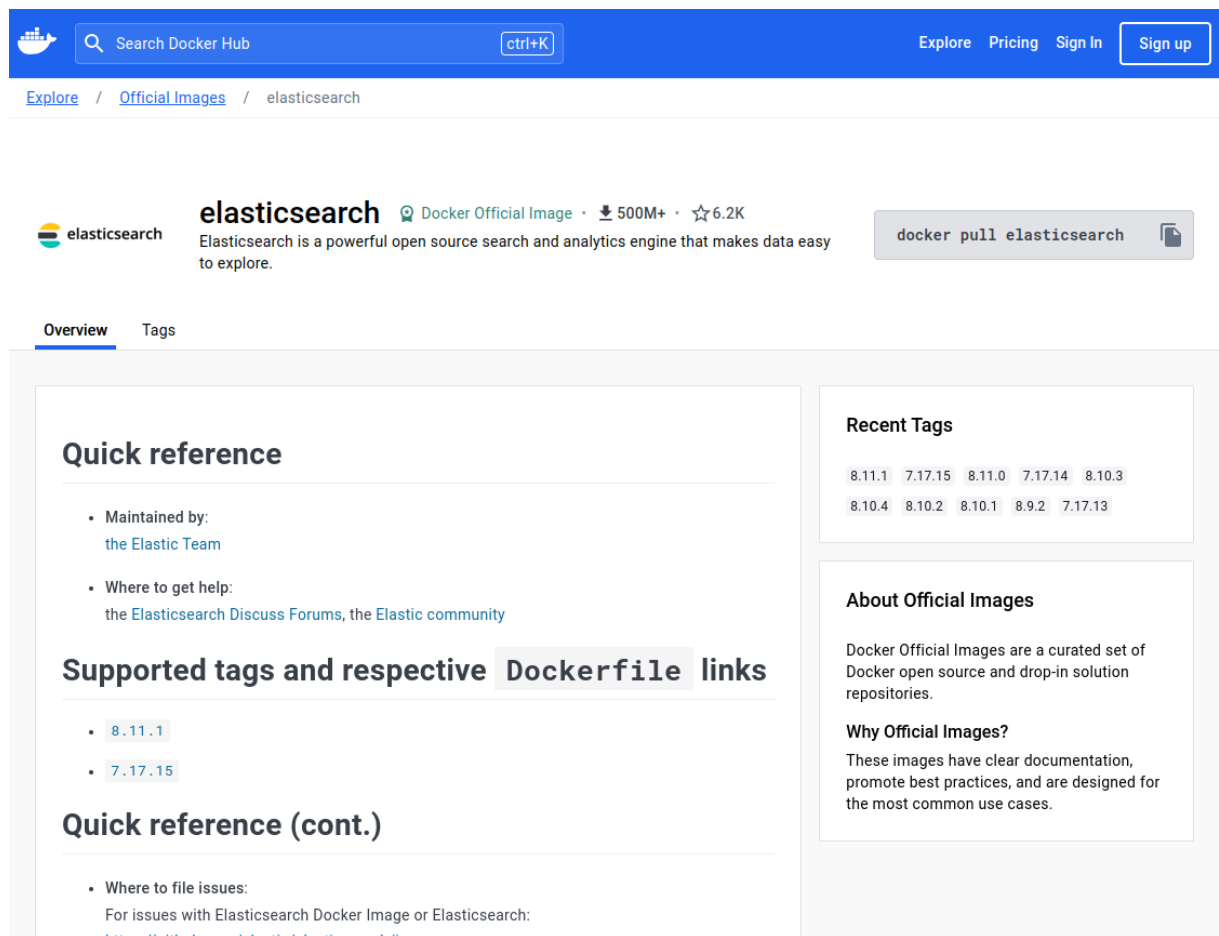 Search Docker Hub
ctrl+K
Explore
Pricing
Sign In
Sign up
Explore / Official Images / elasticsearch
elasticsearch
elasticsearch Docker Official Image · 500M+ · 6.2K
Elasticsearch is a powerful open source search and analytics engine that makes data easy
to explore.
docker pull elasticsearch
Overview
Tags
Quick reference
• Maintained by:
the Elastic Team
• Where to get help:
the Elasticsearch Discuss Forums, the Elastic community
Supported tags and respective Dockerfile links
• 8.11.1
• 7.17.15
Quick reference (cont.)
• Where to file issues:
For issues with Elasticsearch Docker Image or Elasticsearch:
Recent Tags
8.11.1 7.17.15 8.11.0 7.17.14 8.10.3
8.10.4 8.10.2 8.10.1 8.9.2 7.17.13
About Official Images
Docker Official Images are a curated set of
Docker open source and drop-in solution
repositories.
Why Official Images?
These images have clear documentation,
promote best practices, and are designed for
the most common use cases.